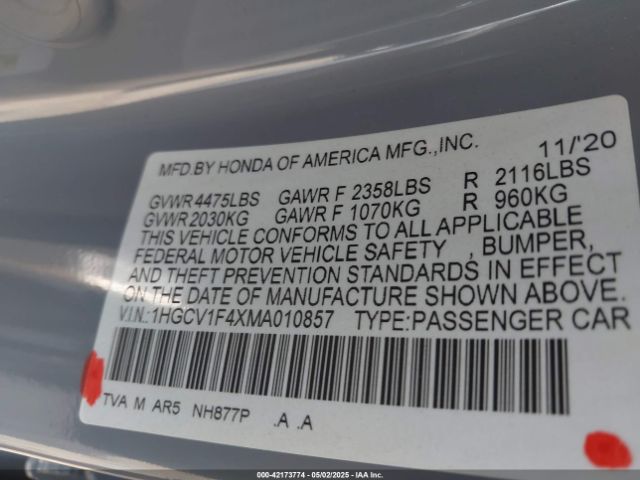 MFD.BY HONDA OF AMERICA MFG.,INC. 11/'20
GVWR 4475LBS GAWR F 2358LBS R 2116LBS
GVWR 2030KG GAWR F 1070KG R 960KG
THIS VEHICLE CONFORMS TO ALL APPLICABLE
FEDERAL MOTOR VEHICLE SAFETY , BUMPER,
AND THEFT PREVENTION STANDARDS IN EFFECT
ON THE DATE OF MANUFACTURE SHOWN ABOVE.
V.I.N.:1HGCV1F4XMA010857 TYPE:PASSENGER CAR
TVA M AR5 NH877P .A .A
000-42173774 - 05/02/2025 - IAAI.COM